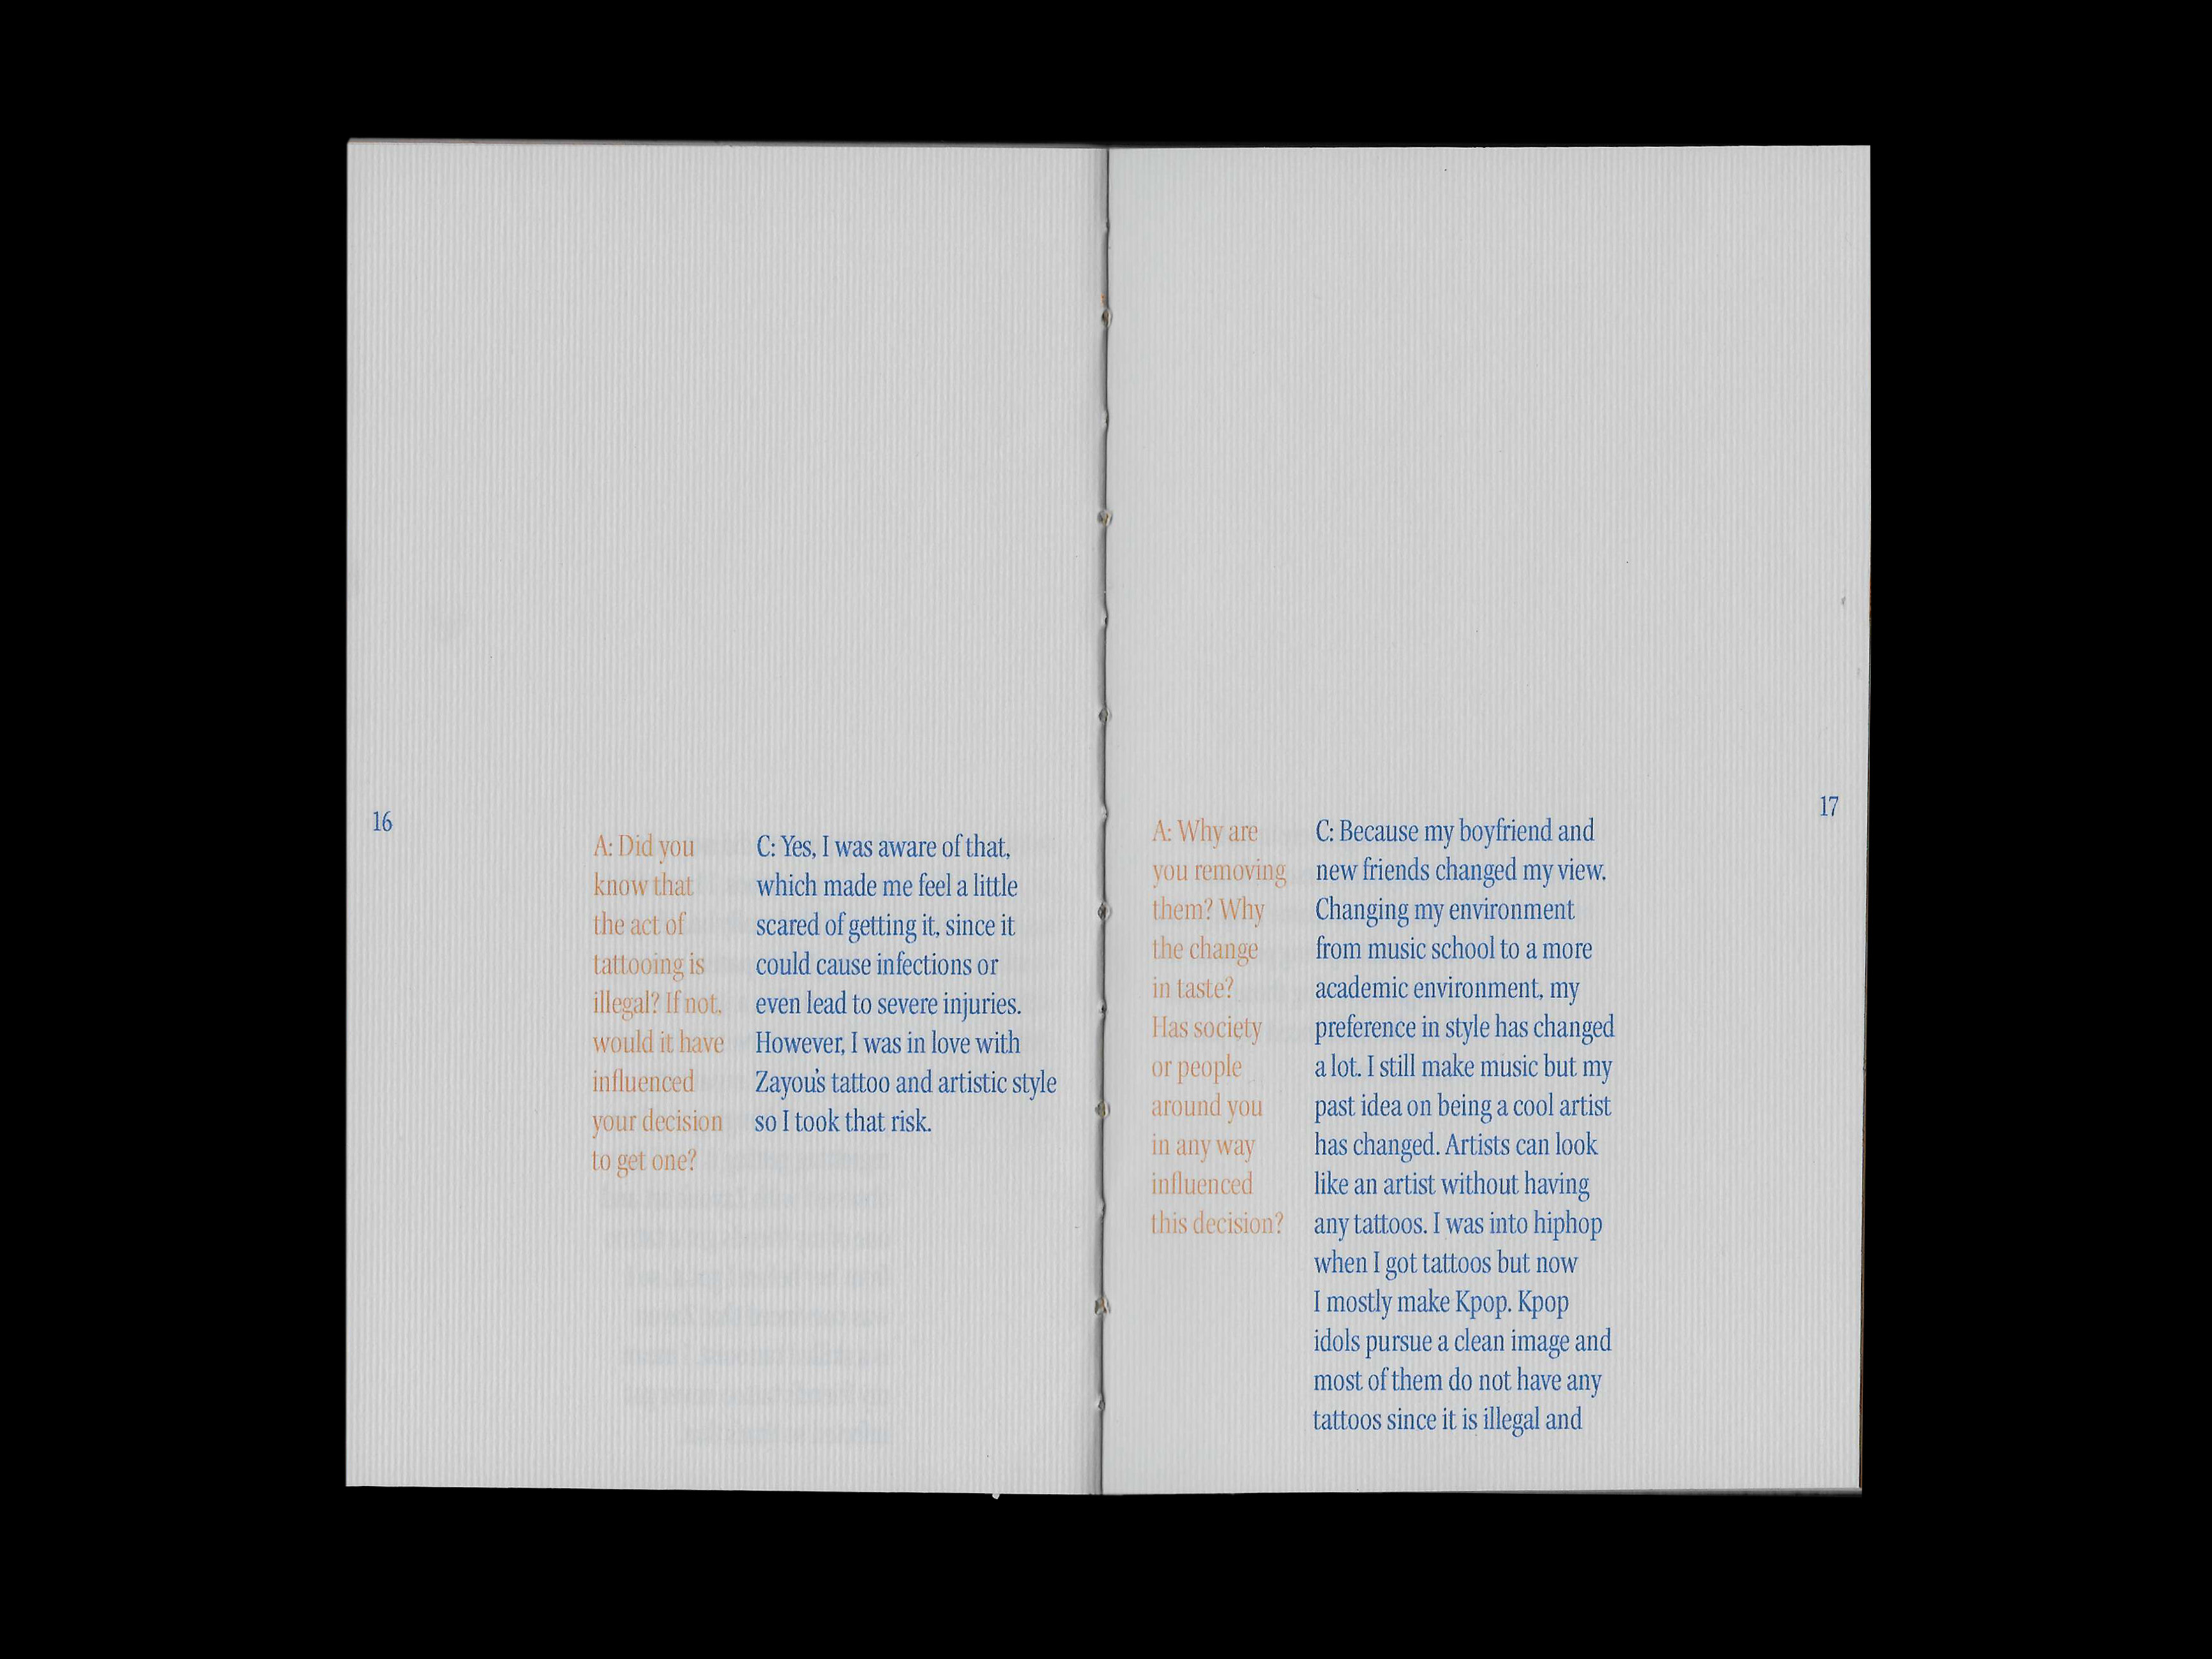 16
A: Did you
know that
the act of
tattooing is
illegal? If not,
would it have
influenced
your decision
to get one?
C: Yes, I was aware of that,
which made me feel a little
scared of getting it, since it
could cause infections or
even lead to severe injuries.
However, I was in love with
Zayou's tattoo and artistic style
so I took that risk.
17
A: Why are
you removing
them? Why
the change
in taste?
Has society
or people
around you
in any way
influenced
this decision?
C: Because my boyfriend and
new friends changed my view.
Changing my environment
from music school to a more
academic environment, my
preference in style has changed
a lot. I still make music but my
past idea on being a cool artist
has changed. Artists can look
like an artist without having
any tattoos. I was into hiphop
when I got tattoos but now
I mostly make Kpop. Kpop
idols pursue a clean image and
most of them do not have any
tattoos since it is illegal and